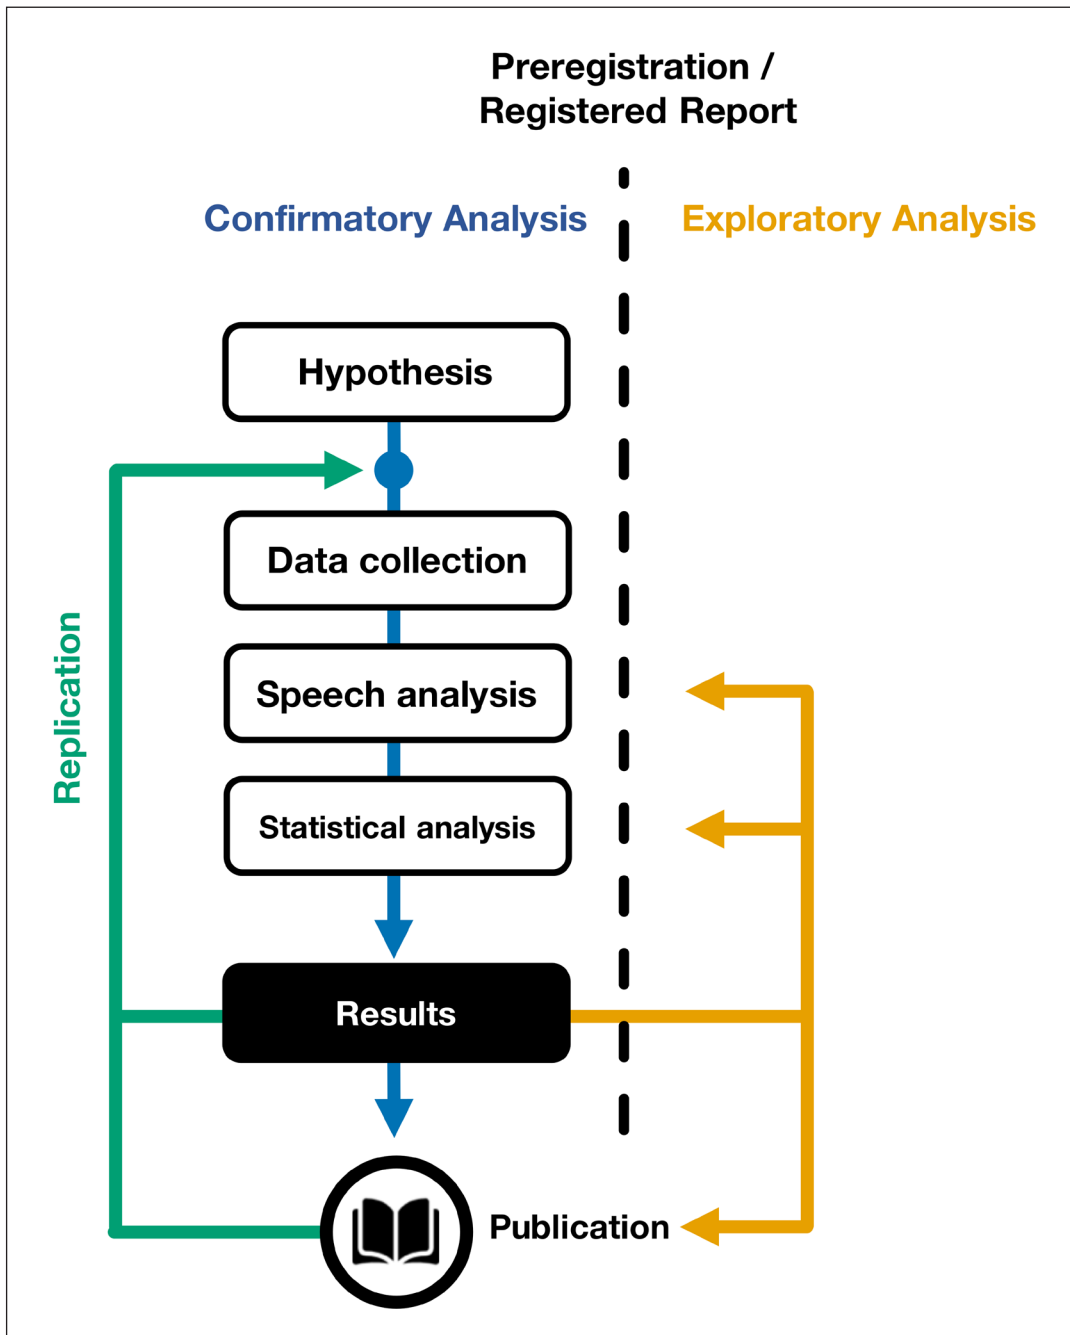 Preregistration /
Registered Report
Confirmatory Analysis
Exploratory Analysis
Hypothesis
Data collection
Speech analysis
Statistical analysis
Replication
Results
Publication